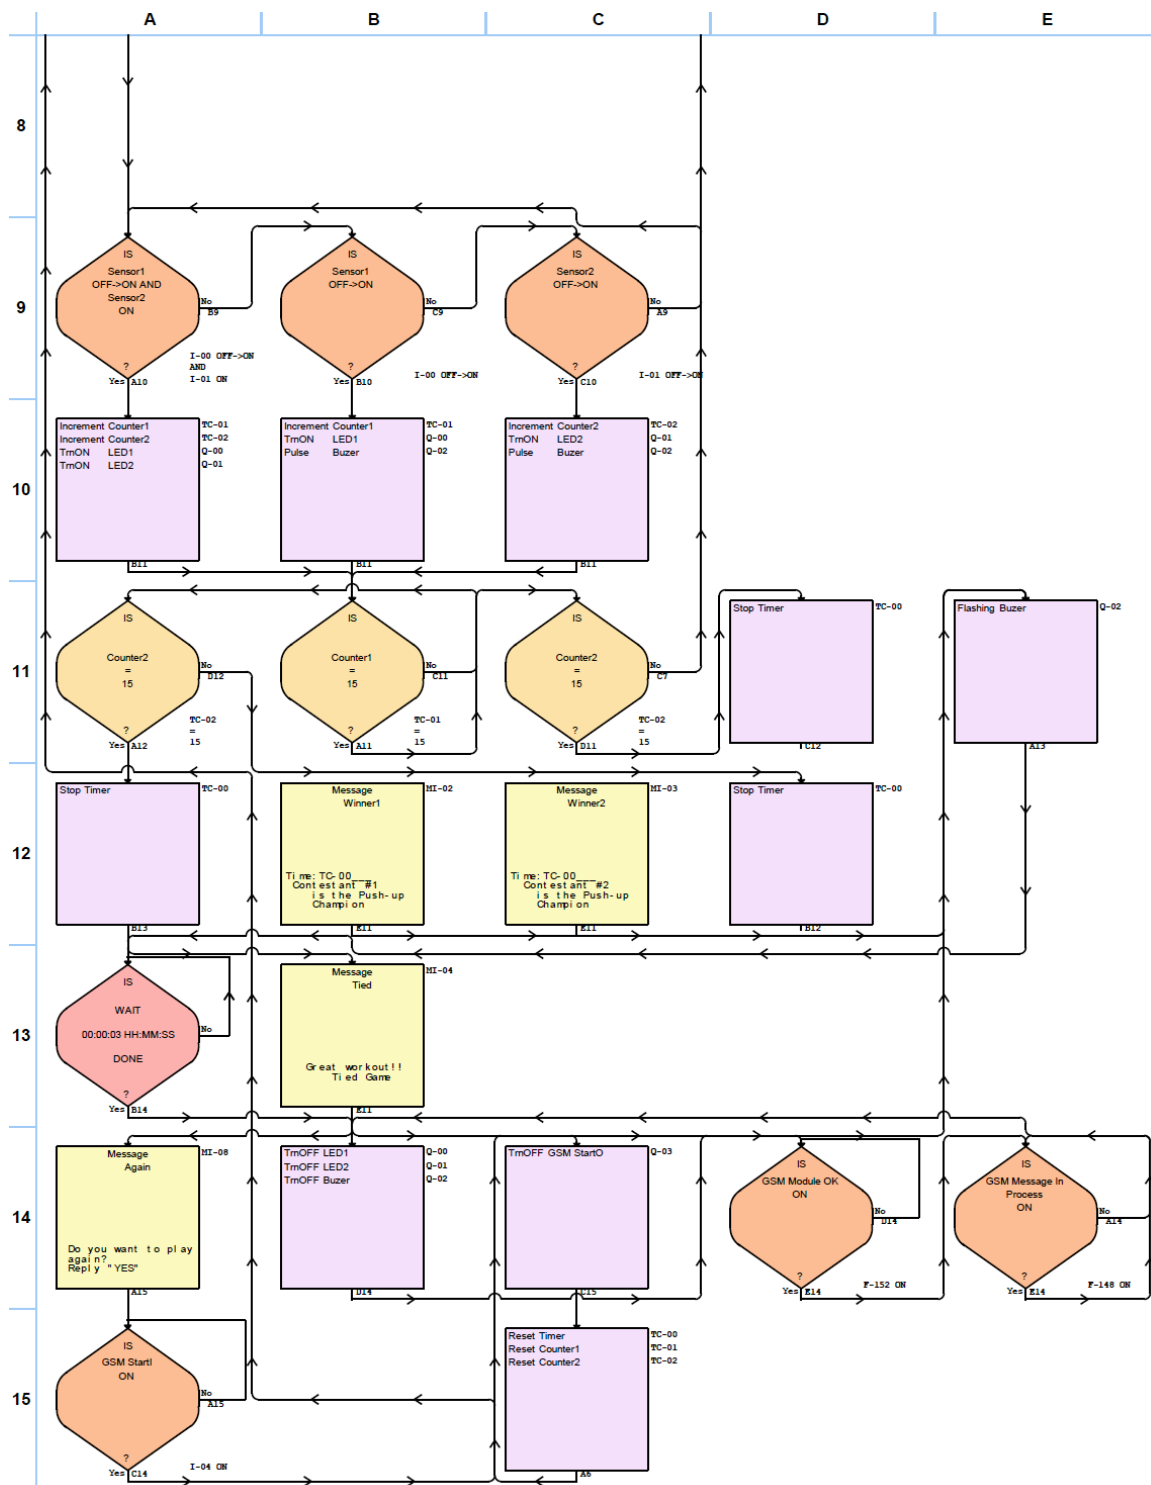 A B C D E
8
9
IS
Sensor1
OFF->ON AND
Sensor2
ON
?
No
B9
Yes A10
I-00 OFF->ON
AND
I-01 ON
IS
Sensor1
OFF->ON
?
No
C9
Yes B10
I-00 OFF->ON
IS
Sensor2
OFF->ON
?
No
A9
Yes C10
I-01 OFF->ON
10
Increment Counter1 TC-01
Increment Counter2 TC-02
TrnON LED1 Q-00
TrnON LED2 Q-01
B11
Increment Counter1 TC-01
TrnON LED1 Q-00
Pulse Buzer Q-02
B11
Increment Counter2 TC-02
TrnON LED2 Q-01
Pulse Buzer Q-02
B11
11
IS
Counter2
=
15
?
No
D12
Yes A12
TC-02
=
15
IS
Counter1
=
15
?
No
C11
Yes A11
TC-01
=
15
IS
Counter2
=
15
?
No
C7
Yes D11
TC-02
=
15
Stop Timer TC-00
C12
Flashing Buzer Q-02
A13
12
Stop Timer TC-00
B13
Message MI-02
Winner1
Time: TC-00___
Contestant #1
is the Push-up
Champion
E11
Message MI-03
Winner2
Time: TC-00___
Contestant #2
is the Push-up
Champion
E11
Stop Timer TC-00
B12
13
IS
WAIT
00:00:03 HH:MM:SS
DONE
?
No
Yes B14
Message MI-04
Tied
Great workout!!
Tied Game
E11
14
Message MI-08
Again
Do you want to play
again?
Reply "YES"
A15
TrnOFF LED1 Q-00
TrnOFF LED2 Q-01
TrnOFF Buzer Q-02
D14
TrnOFF GSM StartO Q-03
C15
IS
GSM Module OK
ON
?
No
D14
Yes E14
F-152 ON
IS
GSM Message In
Process
ON
?
No
A14
Yes E14
F-148 ON
15
IS
GSM StartI
ON
?
No
A15
Yes C14
I-04 ON
Reset Timer TC-00
Reset Counter1 TC-01
Reset Counter2 TC-02
A6